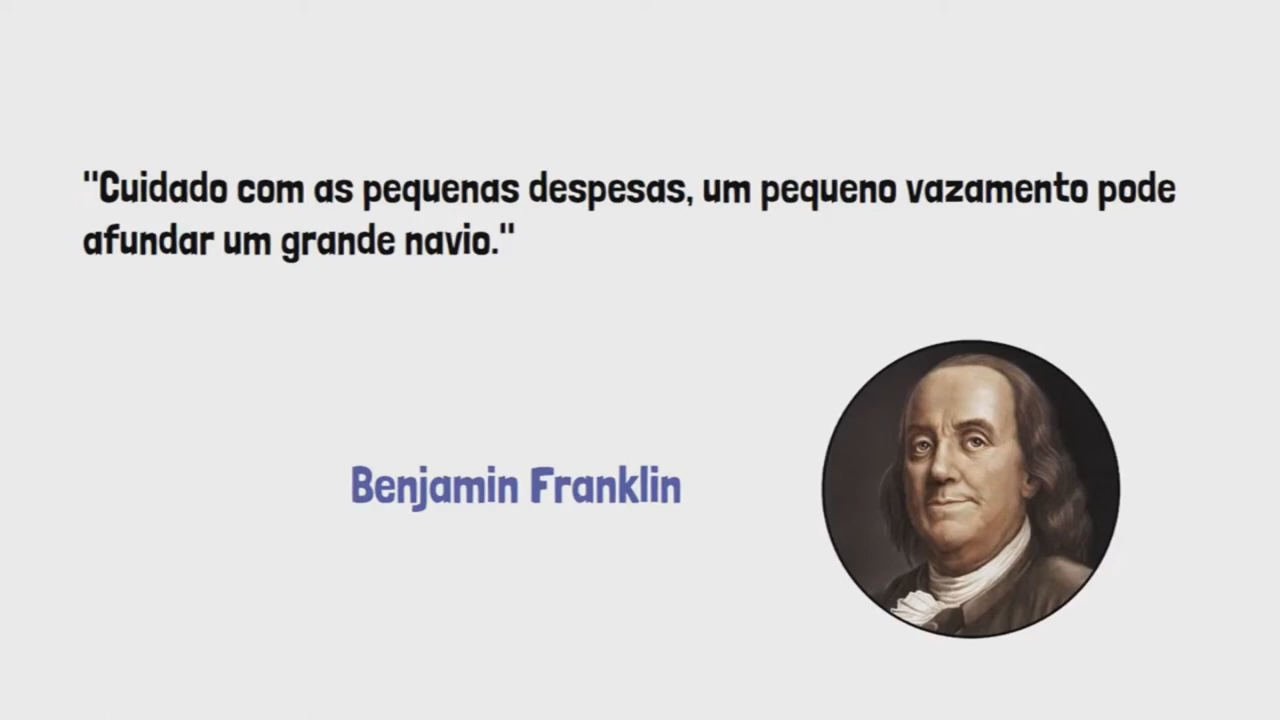 "Cuidado com as pequenas despesas, um pequeno vazamento pode
afundar um grande navio."
Benjamin Franklin